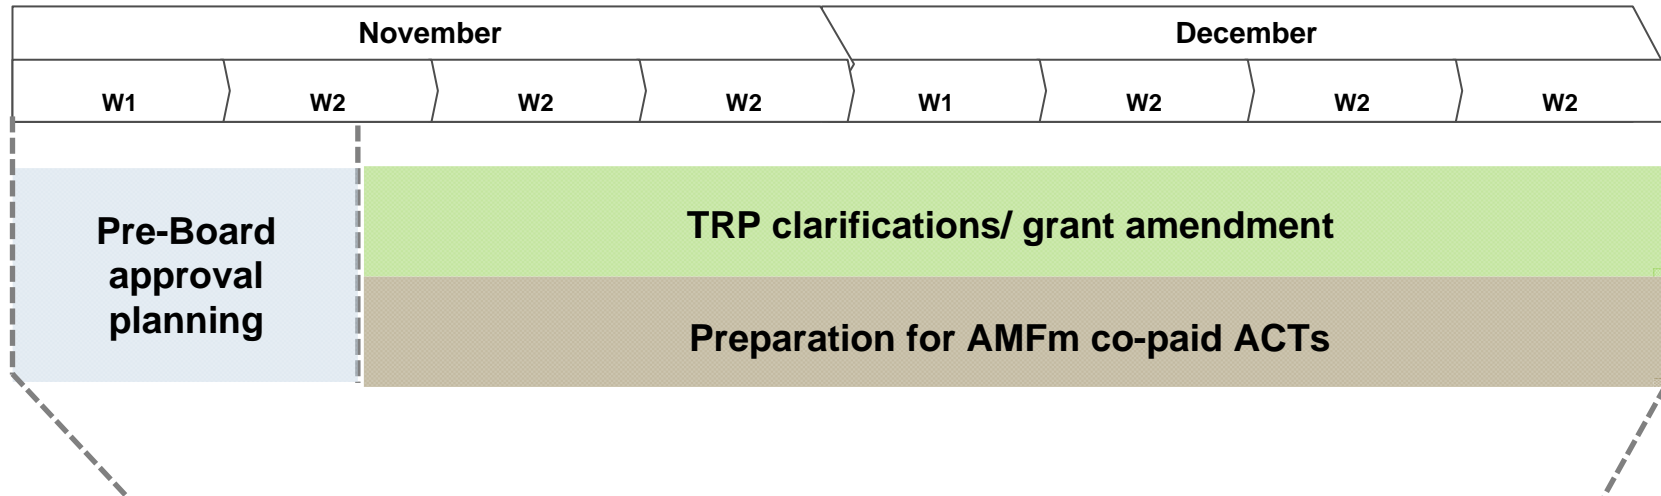 November December
W1 W2 W2 W2 W1 W2 W2 W2
Pre-Board
approval
planning
TRP clarifications/ grant amendment
Preparation for AMFm co-paid ACTs